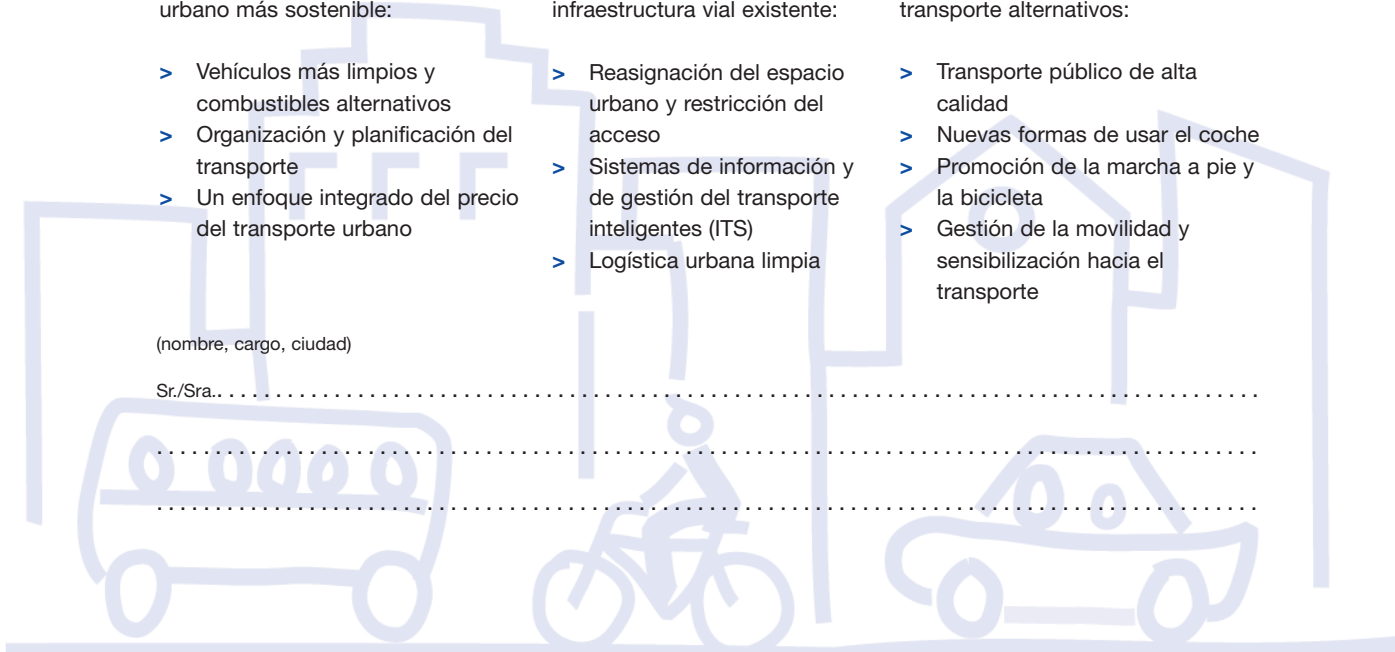 urbano más sostenible:
> Vehículos más limpios y
combustibles alternativos
> Organización y planificación del
transporte
> Un enfoque integrado del precio
del transporte urbano
infraestructura vial existente:
> Reasignación del espacio
urbano y restricción del
acceso
> Sistemas de información y
de gestión del transporte
inteligentes (ITS)
> Logística urbana limpia
transporte alternativos:
> Transporte público de alta
calidad
> Nuevas formas de usar el coche
> Promoción de la marcha a pie y
la bicicleta
> Gestión de la movilidad y
sensibilización hacia el
transporte
(nombre, cargo, ciudad)
Sr./Sra.. . . . . . . . . . . . . . . . . . . . . . . . . . . . . . . . . . . . . . . . . . . . . . . . . . . . . . . . . . . . . . . . . . . . . . . . . . . . . . . . . . . . . . . .
. . . . . . . . . . . . . . . . . . . . . . . . . . . . . . . . . . . . . . . . . . . . . . . . . . . . . . . . . . . . . . . . . . . . . . . . . . . . . . . . . . . . . . . . . . . .
. . . . . . . . . . . . . . . . . . . . . . . . . . . . . . . . . . . . . . . . . . . . . . . . . . . . . . . . . . . . . . . . . . . . . . . . . . . . . . . . . . . . . . . . . . . .